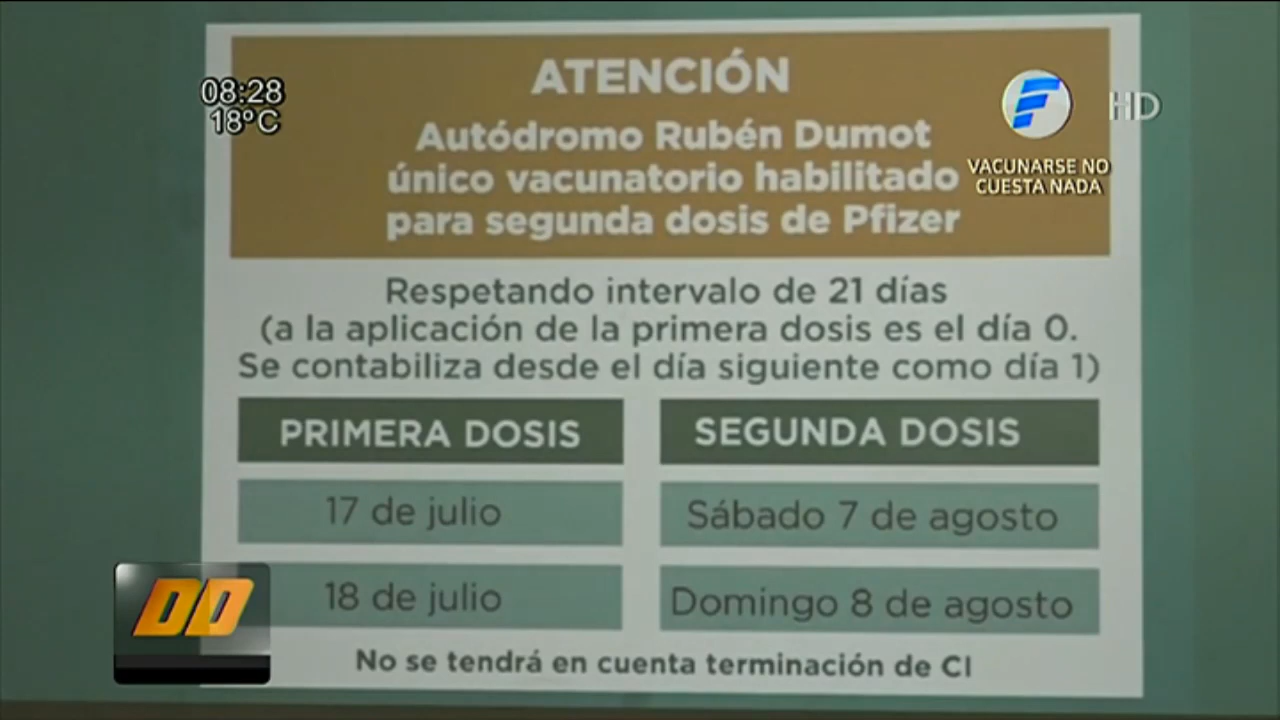 ATENCIÓN
08:28
18°C
HD
Autódromo Rubén Dumot
único vacunatorio habilitado
para segunda dosis de Pfizer
VACUNARSE NO
CUESTA NADA
Respetando intervalo de 21 días
(a la aplicación de la primera dosis es el día 0.
Se contabiliza desde el día siguiente como día 1)
PRIMERA DOSIS
SEGUNDA DOSIS
17 de julio
Sábado 7 de agosto
18 de julio
Domingo 8 de agosto
DD
No se tendrá en cuenta terminación de CI